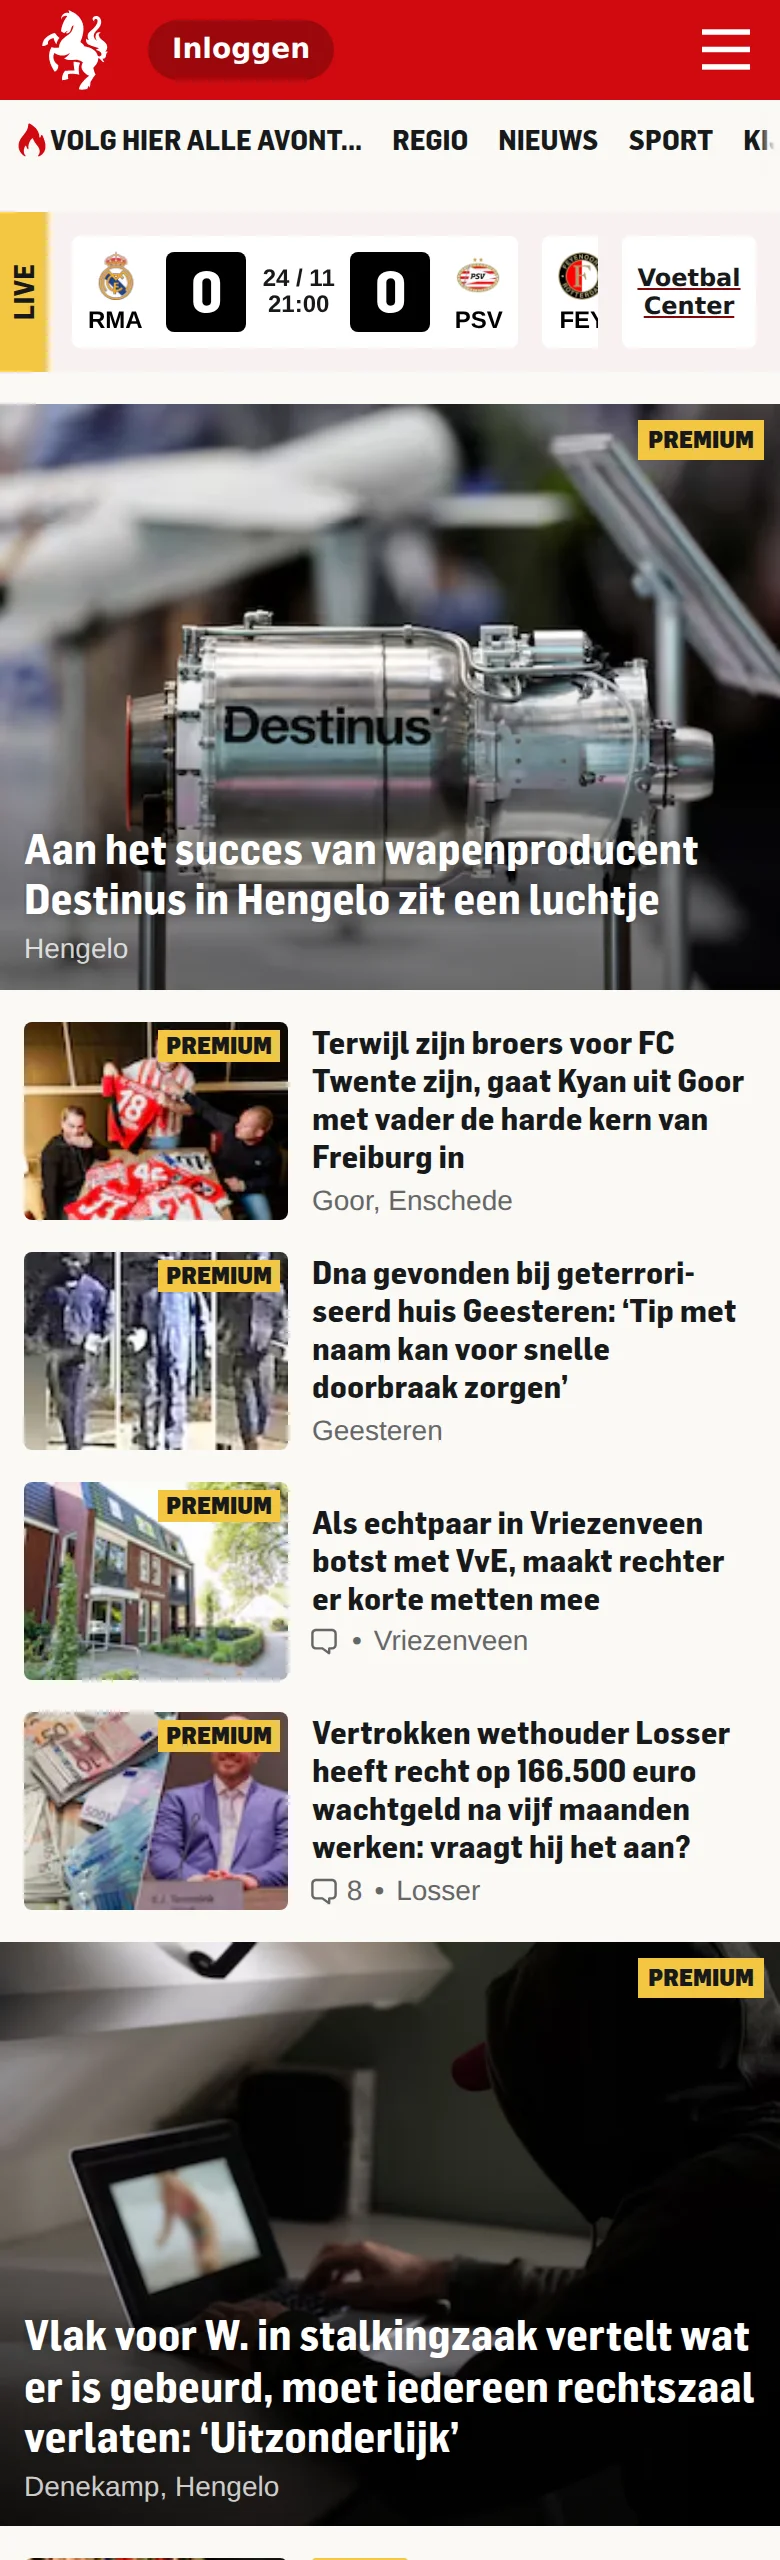 Inloggen
VOLG HIER ALLE AVONT... REGIO NIEUWS SPORT
LIVE
RMA 0 24 / 11 21:00 0 PSV
FEY
Voetbal
Center
PREMIUM
Destinus
Aan het succes van wapenproducent
Destinus in Hengelo zit een luchtje
Hengelo
PREMIUM
Terwijl zijn broers voor FC
Twente zijn, gaat Kyan uit Goor
met vader de harde kern van
Freiburg in
Goor, Enschede
PREMIUM
Dna gevonden bij geterrori-
seerd huis Geesteren: ‘Tip met
naam kan voor snelle
doorbraak zorgen’
Geesteren
PREMIUM
Als echtpaar in Vriezenveen
botst met VvE, maakt rechter
er korte metten mee
• Vriezenveen
PREMIUM
Vertrokken wethouder Losser
heeft recht op 166.500 euro
wachtgeld na vijf maanden
werken: vraagt hij het aan?
8 • Losser
PREMIUM
Vlak voor W. in stalkingzaak vertelt wat
er is gebeurd, moet iedereen rechtszaal
verlaten: ‘Uitzonderlijk’
Denekamp, Hengelo